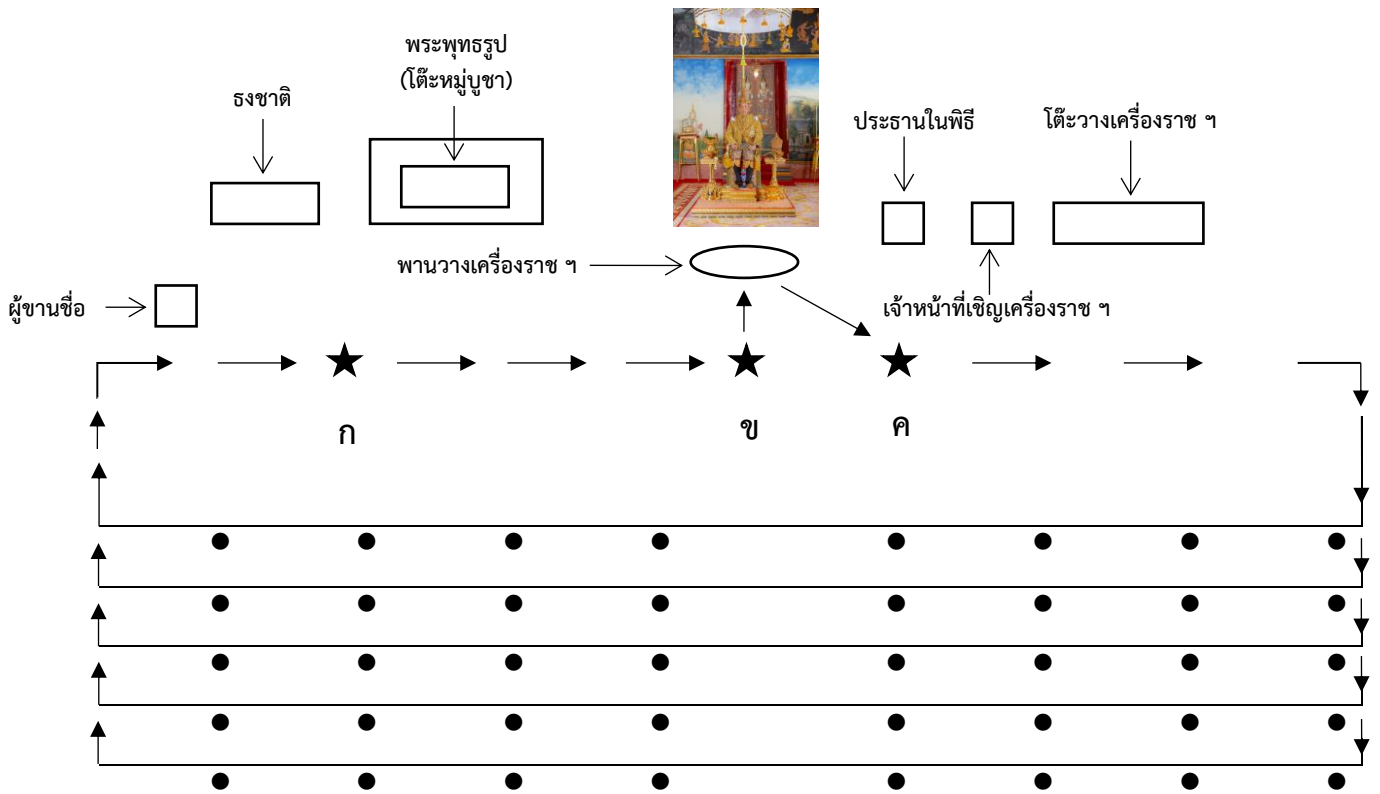 พระพุทธรูป
(โต๊ะหมู่บูชา)
ธงชาติ
ประธานในพิธี
โต๊ะวางเครื่องราช ฯ
พานวางเครื่องราช ฯ
ผู้ขานชื่อ
เจ้าหน้าที่เชิญเครื่องราช ฯ
ก
ข
ค